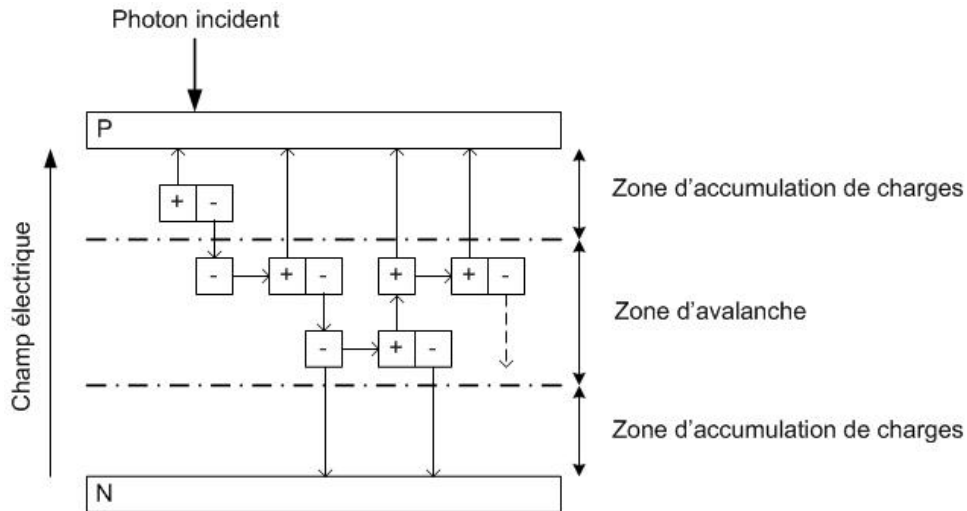 Photon incident
P
Zone d'accumulation de charges
+ -
Champ électrique
- + - + + -
Zone d'avalanche
- + -
Zone d'accumulation de charges
N